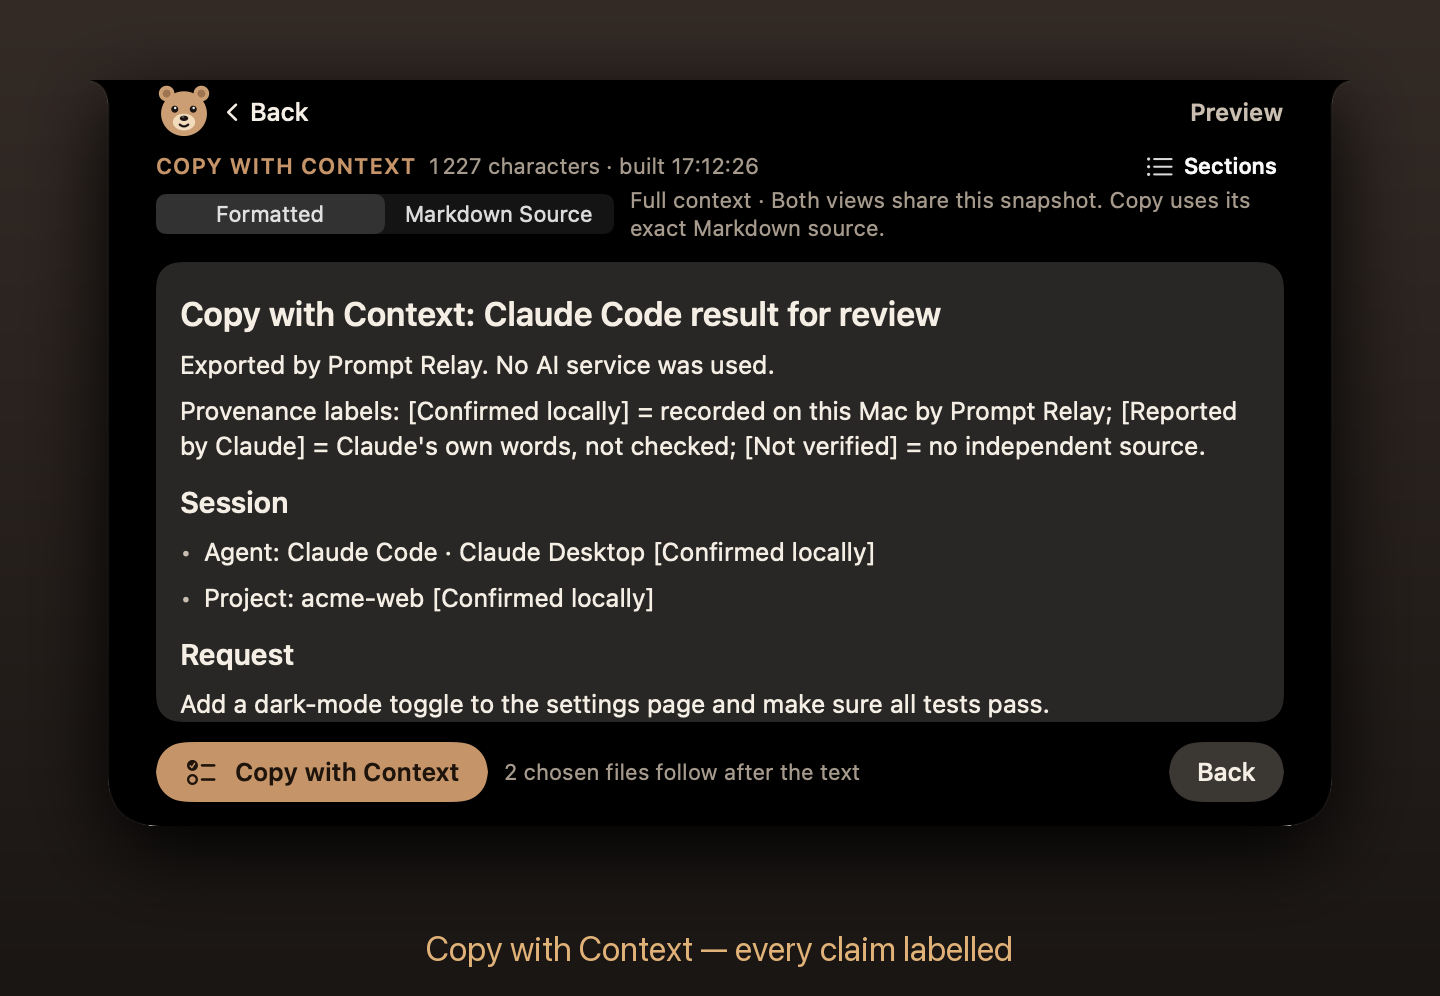 Back
Preview
COPY WITH CONTEXT 1 227 characters · built 17:12:26
Sections
Formatted
Markdown Source
Full context · Both views share this snapshot. Copy uses its
exact Markdown source.
Copy with Context: Claude Code result for review
Exported by Prompt Relay. No AI service was used.
Provenance labels: [Confirmed locally] = recorded on this Mac by Prompt Relay; [Reported
by Claude] = Claude's own words, not checked; [Not verified] = no independent source.
Session
• Agent: Claude Code · Claude Desktop [Confirmed locally]
• Project: acme-web [Confirmed locally]
Request
Add a dark-mode toggle to the settings page and make sure all tests pass.
Copy with Context
2 chosen files follow after the text
Back
Copy with Context — every claim labelled